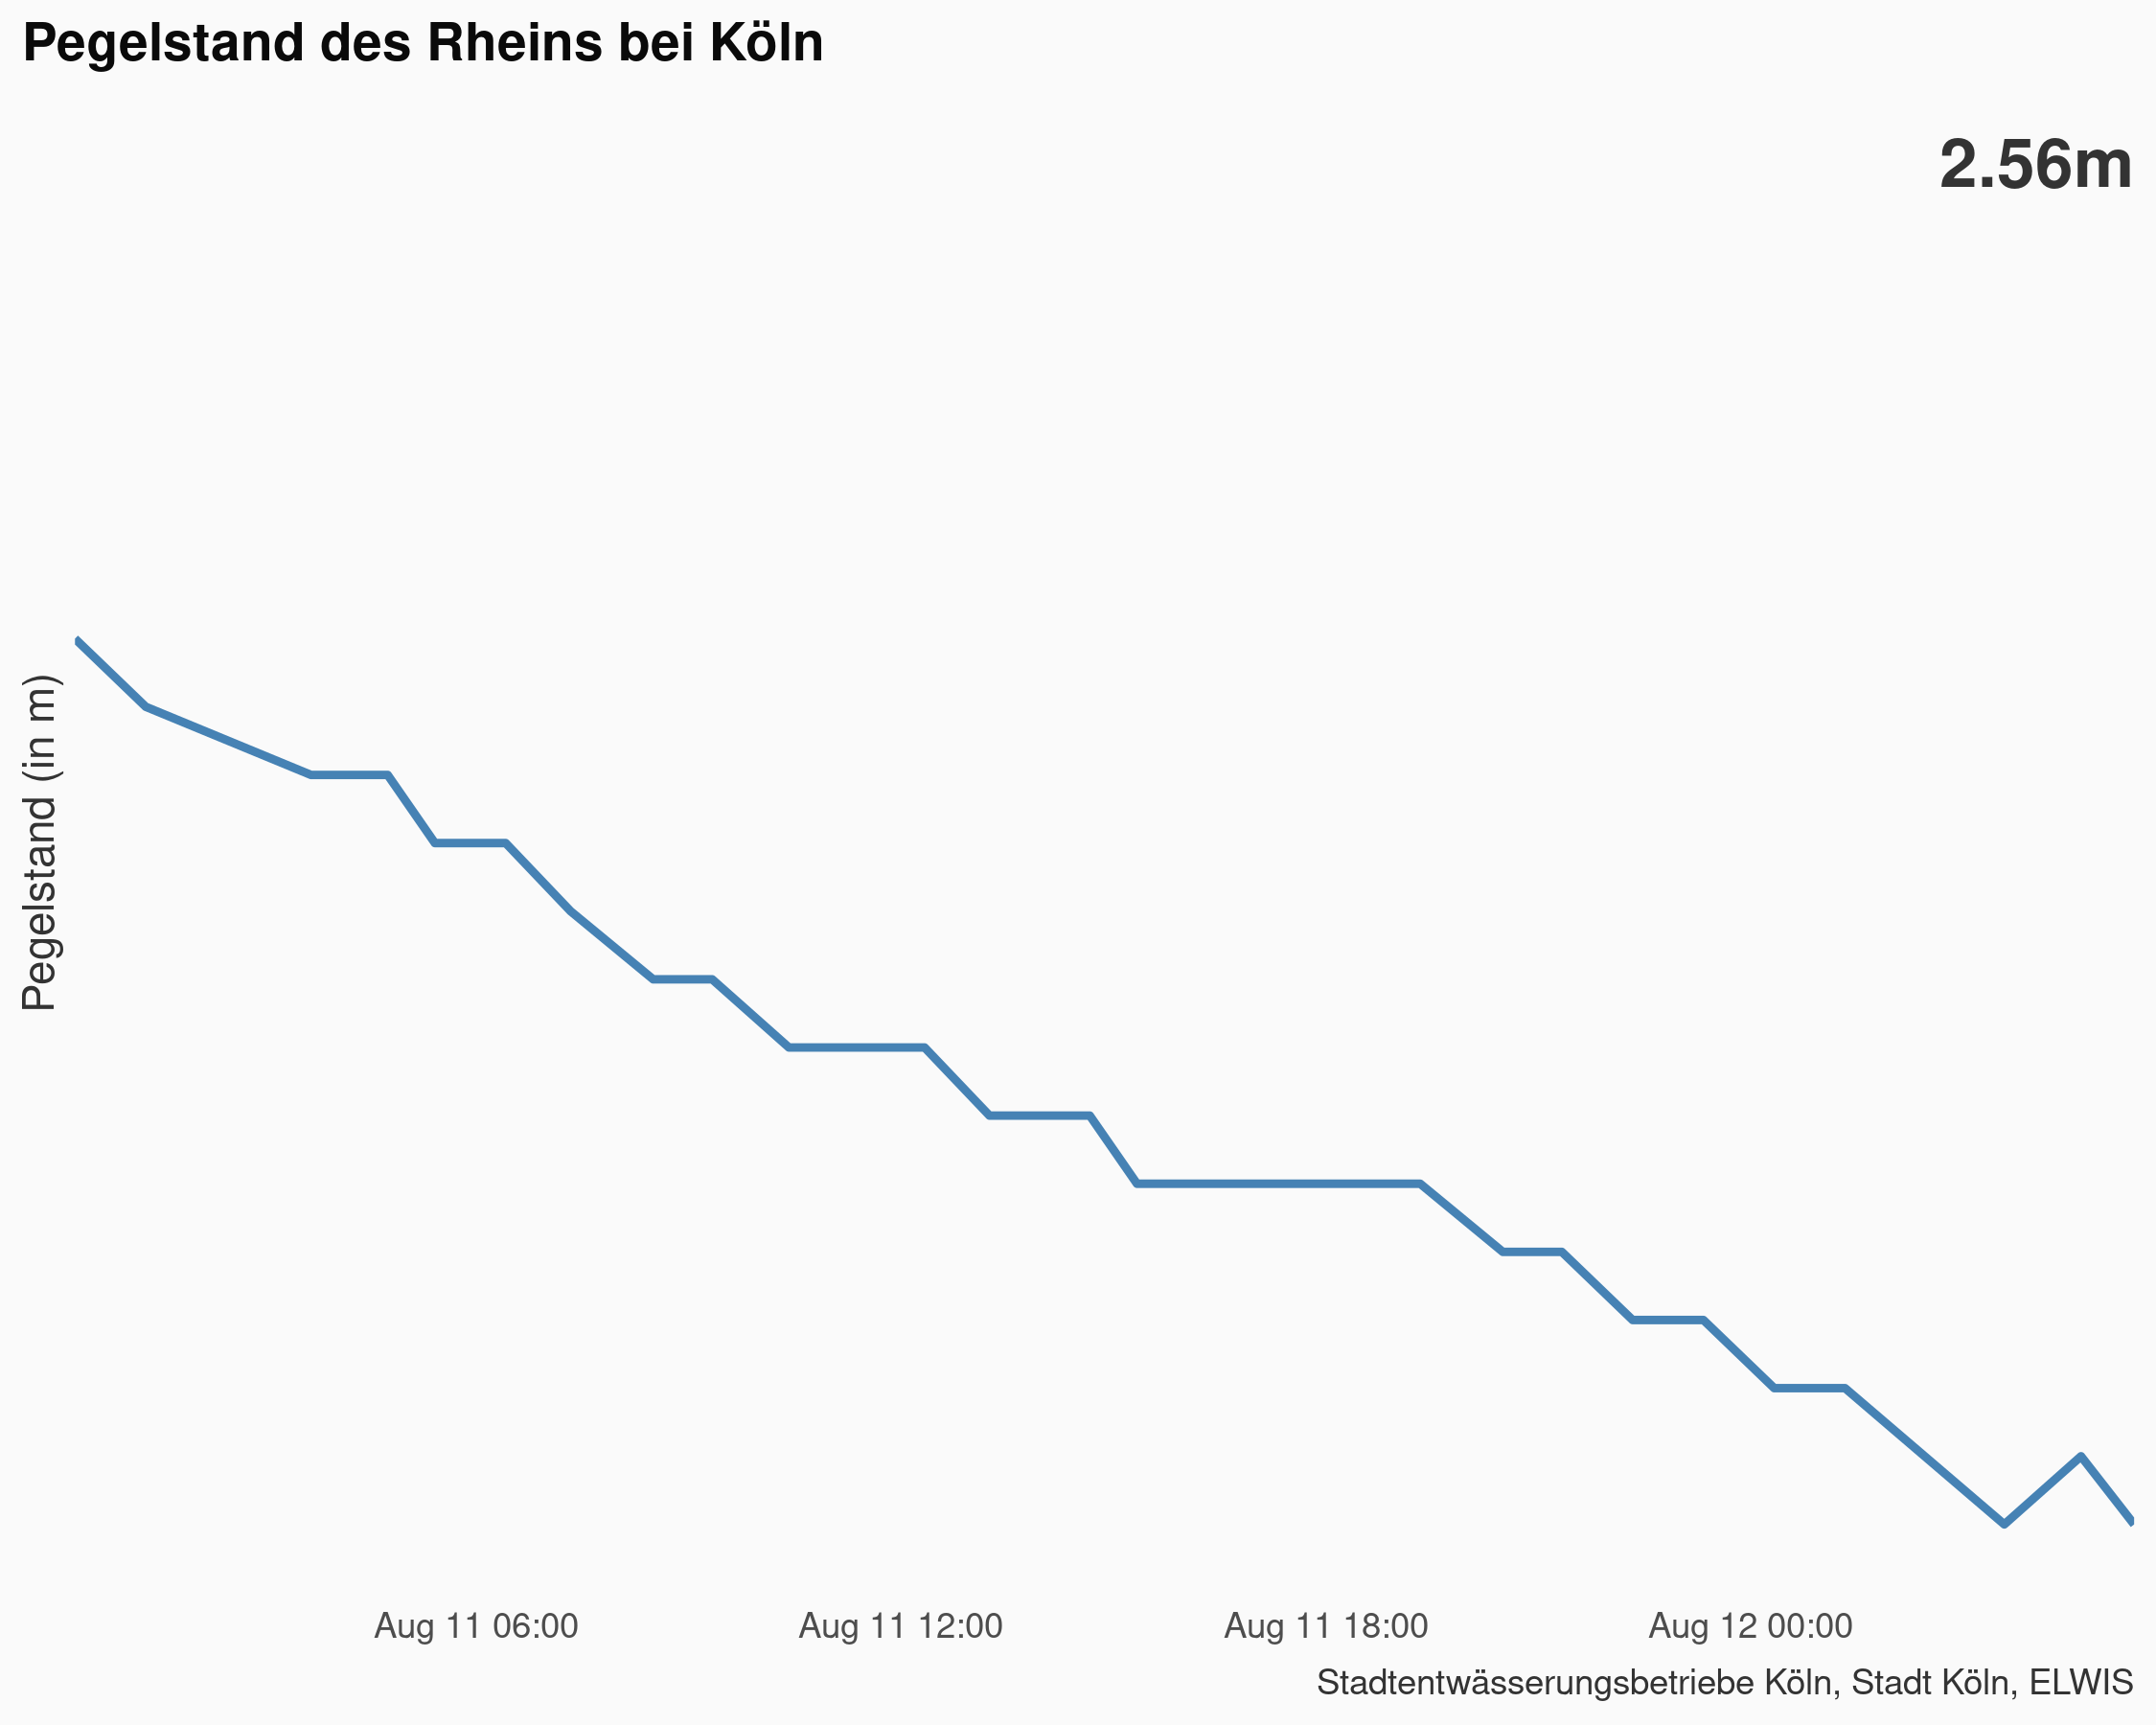 Pegelstand des Rheins bei Köln
2.56m
Pegelstand (in m)
Aug 11 06:00
Aug 11 12:00
Aug 11 18:00
Aug 12 00:00
Stadtentwässerungsbetriebe Köln, Stadt Köln, ELWIS